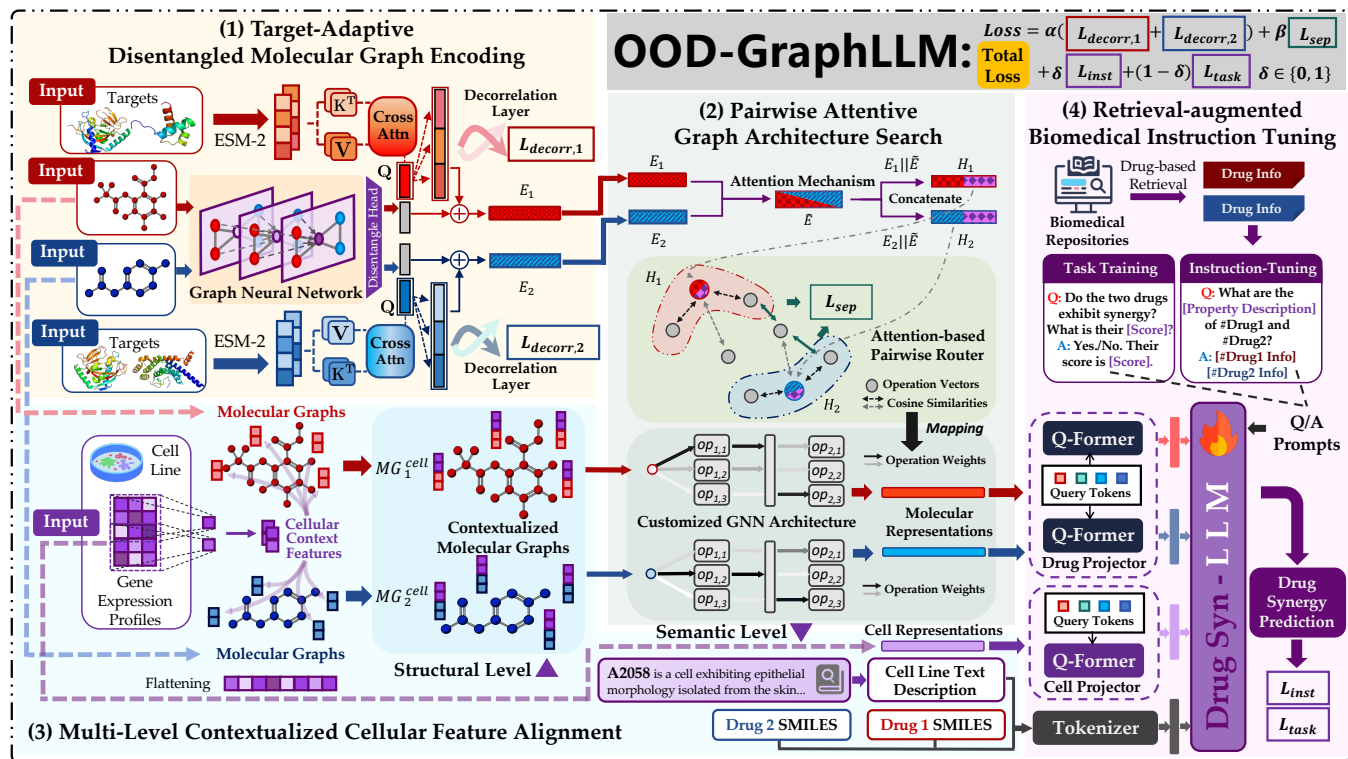 (1) Target-Adaptive
Disentangled Molecular Graph Encoding
OOD-GraphLLM:
Loss = α( L_decorr,1 + L_decorr,2 ) + β L_sep
Total
Loss
+δ L_inst +(1 − δ) L_task δ ∈ {0, 1}
Input
Targets
ESM-2
K^T
V
Cross
Attn
Q
Decorrelation
Layer
L_decorr,1
Input
Input
Graph Neural Network
Disentangle Head
E_1
E_2
Q
Input
Targets
ESM-2
V
K^T
Cross
Attn
L_decorr,2
Decorrelation
Layer
(2) Pairwise Attentive
Graph Architecture Search
E_1
E_2
Attention Mechanism
Ẽ
E_1||Ẽ
Concatenate
E_2||Ẽ
H_1
H_2
H_1
L_sep
Attention-based
Pairwise Router
H_2
Operation Vectors
Cosine Similarities
Mapping
op_1,1
op_1,2
op_1,3
op_2,1
op_2,2
op_2,3
Operation Weights
Customized GNN Architecture
Molecular
Representations
op_1,1
op_1,2
op_1,3
op_2,1
op_2,2
op_2,3
Operation Weights
Semantic Level
(4) Retrieval-augmented
Biomedical Instruction Tuning
Biomedical
Repositories
Drug-based
Retrieval
Drug Info
Drug Info
Task Training
Q: Do the two drugs
exhibit synergy?
What is their [Score]?
A: Yes./No. Their
score is [Score].
Instruction-Tuning
Q: What are the
[Property Description]
of #Drug1 and
#Drug2?
A: [#Drug1 Info]
[#Drug2 Info]
Q/A
Prompts
Q-Former
Query Tokens
Q-Former
Drug Projector
Query Tokens
Q-Former
Cell Projector
Tokenizer
Drug Syn - LLM
Drug
Synergy
Prediction
L_inst
L_task
Molecular Graphs
Cell
Line
Input
Gene
Expression
Profiles
Cellular
Context
Features
Molecular Graphs
Flattening
MG_1^cell
Contextualized
Molecular Graphs
MG_2^cell
Structural Level
Cell Representations
A2058 is a cell exhibiting epithelial
morphology isolated from the skin...
Cell Line Text
Description
Drug 2 SMILES
Drug 1 SMILES
(3) Multi-Level Contextualized Cellular Feature Alignment